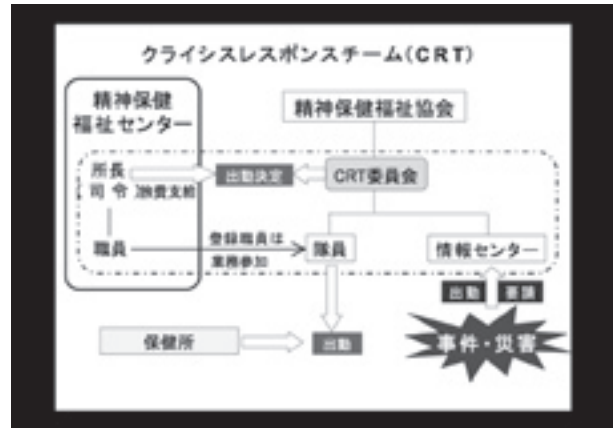 クライシスレスポンスチーム(CRT)
精神保健
福祉センター
精神保健福祉協会
所長
司令
旅費支給
出動決定
CRT委員会
職員
登録職員は
業務参加
隊員
情報センター
出動
要請
保健所
出動
事件・災害